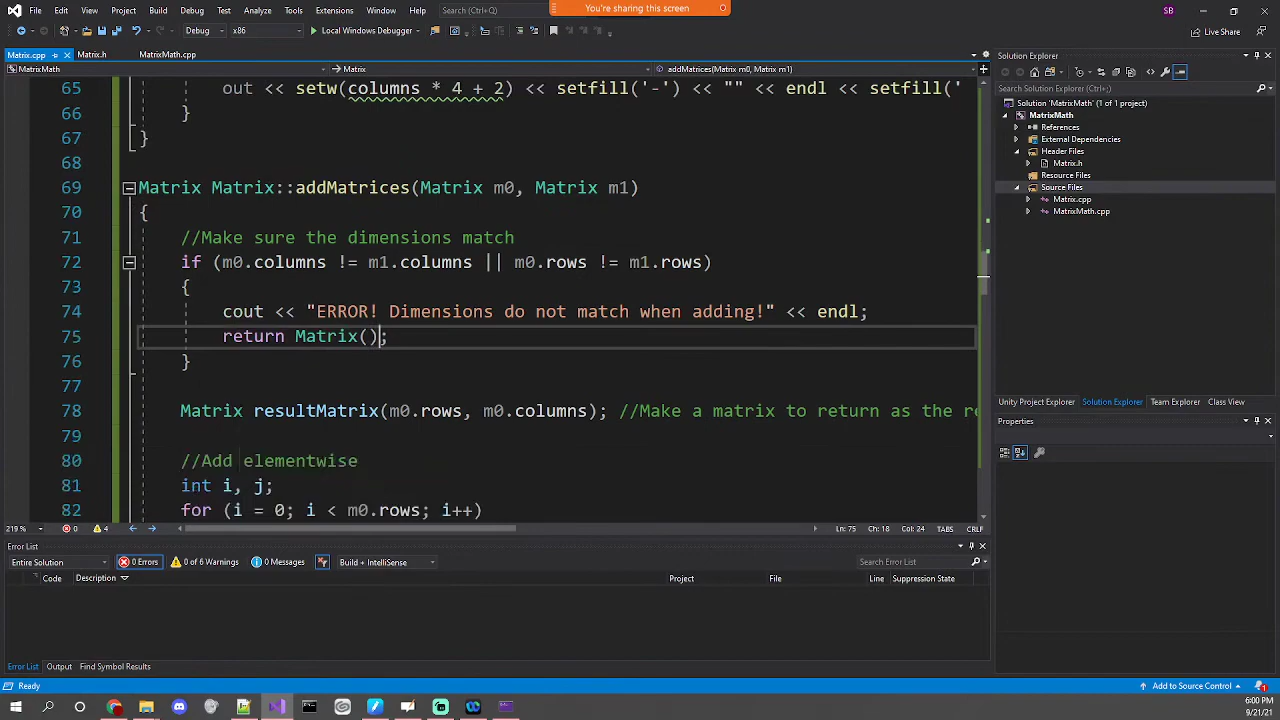 You're sharing this screen
File Edit View Project Build Debug Test Analyze Tools Extensions Window Help Search (Ctrl+Q) SB
Debug x86 Local Windows Debugger Live Share
Matrix.cpp Matrix.h MatrixMath.cpp
MatrixMath Matrix addMatrices(Matrix m0, Matrix m1)
65 out << setw(columns * 4 + 2) << setfill('-') << "" << endl << setfill('
66 }
67 }
68
69 Matrix Matrix::addMatrices(Matrix m0, Matrix m1)
70 {
71 //Make sure the dimensions match
72 if (m0.columns != m1.columns || m0.rows != m1.rows)
73 {
74 cout << "ERROR! Dimensions do not match when adding!" << endl;
75 return Matrix();
76 }
77
78 Matrix resultMatrix(m0.rows, m0.columns); //Make a matrix to return as the re
79
80 //Add elementwise
81 int i, j;
82 for (i = 0; i < m0.rows; i++)
219 % 0 4 Ln: 75 Ch: 18 Col: 24 TABS CRLF
Error List
Entire Solution 0 Errors 0 of 6 Warnings 0 Messages Build + IntelliSense Search Error List
Code Description Project File Line Suppression State
Error List Output Find Symbol Results
Solution Explorer
Search Solution Explorer (Ctrl+;)
Solution 'MatrixMath' (1 of 1 project)
MatrixMath
References
External Dependencies
Header Files
Matrix.h
Resource Files
Source Files
Matrix.cpp
MatrixMath.cpp
Unity Project Explorer Solution Explorer Team Explorer Class View
Properties
Ready Add to Source Control 1
6:00 PM
9/21/21